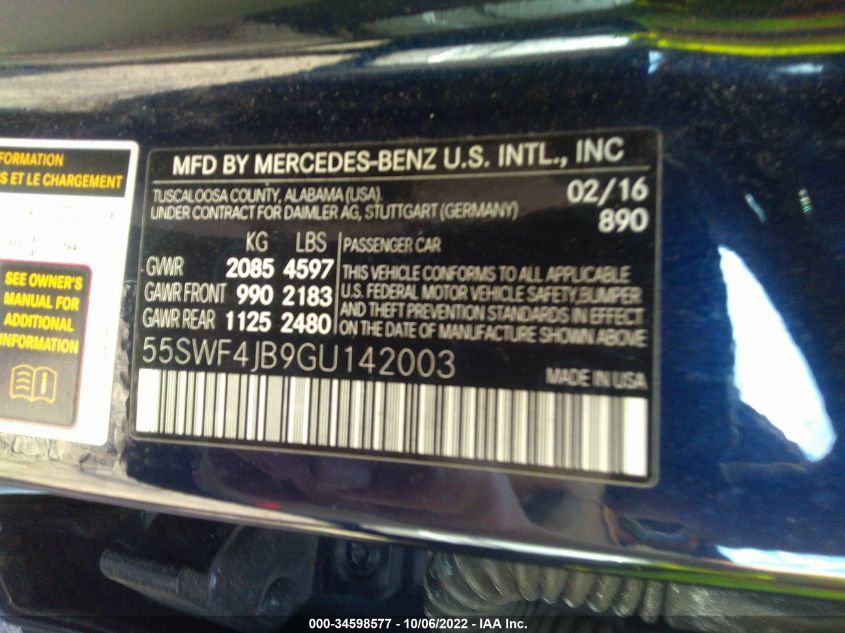 FORMATION
S ET LE CHARGEMENT
SEE OWNER'S
MANUAL FOR
ADDITIONAL
INFORMATION
MFD BY MERCEDES-BENZ U.S. INTL., INC
TUSCALOOSA COUNTY, ALABAMA (USA). 02/16
UNDER CONTRACT FOR DAIMLER AG, STUTTGART (GERMANY) 890
KG LBS PASSENGER CAR
GVWR 2085 4597 THIS VEHICLE CONFORMS TO ALL APPLICABLE
GAWR FRONT 990 2183 U.S. FEDERAL MOTOR VEHICLE SAFETY,BUMPER
GAWR REAR 1125 2480 AND THEFT PREVENTION STANDARDS IN EFFECT
ON THE DATE OF MANUFACTURE SHOWN ABOVE
55SWF4JB9GU142003 MADE IN USA
000-34598577 - 10/06/2022 - IAA Inc.